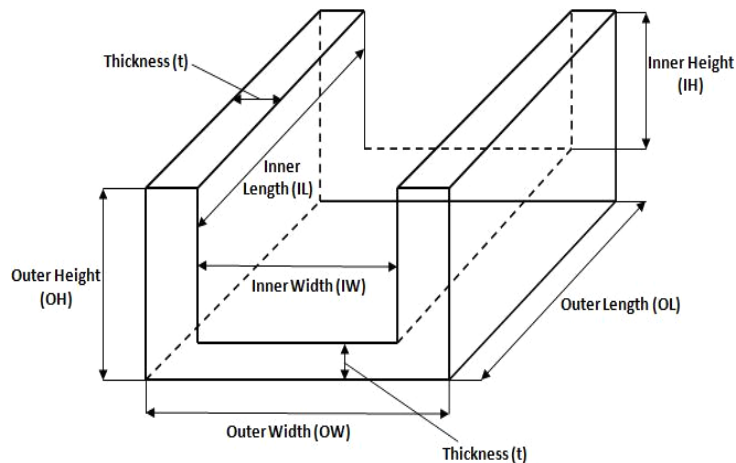 Thickness (t)
Inner Height
(IH)
Inner
Length (IL)
Outer Height
(OH)
Inner Width (IW)
Outer Length (OL)
Outer Width (OW)
Thickness (t)